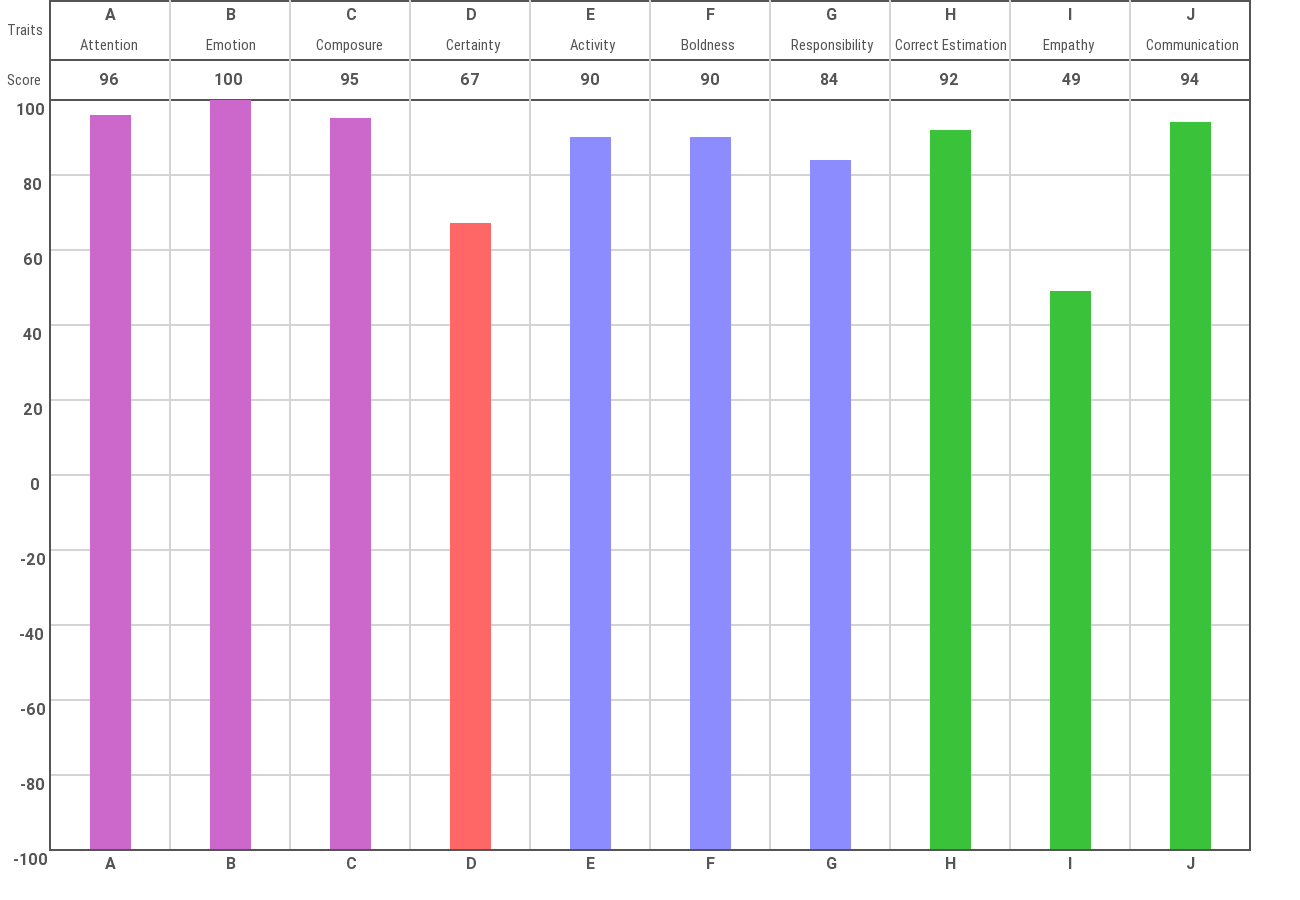 A B C D E F G H I J
Traits Attention Emotion Composure Certainty Activity Boldness Responsibility Correct Estimation Empathy Communication
Score 96 100 95 67 90 90 84 92 49 94
100
80
60
40
20
0
-20
-40
-60
-80
-100
A B C D E F G H I J